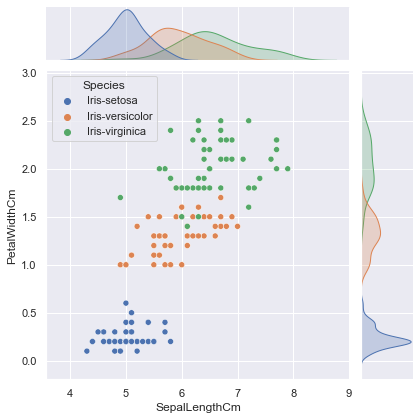 Species
Iris-setosa
Iris-versicolor
Iris-virginica
3.0
2.5
2.0
1.5
1.0
0.5
0.0
PetalWidthCm
4 5 6 7 8 9
SepalLengthCm